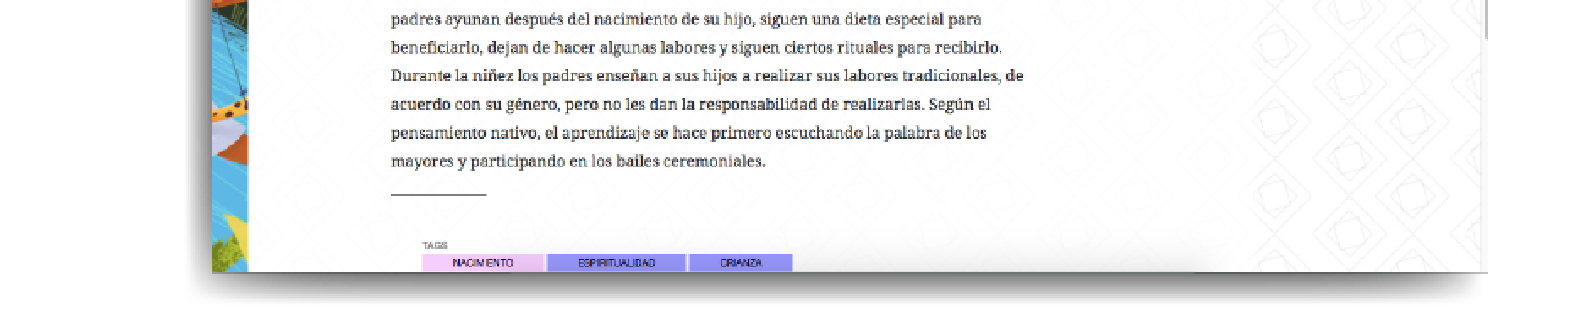 padres ayunan después del nacimiento de su hijo, siguen una dieta especial para
beneficiarlo, dejan de hacer algunas labores y siguen ciertos rituales para recibirlo.
Durante la niñez los padres enseñan a sus hijos a realizar sus labores tradicionales, de
acuerdo con su género, pero no les dan la responsabilidad de realizarlas. Según el
pensamiento nativo, el aprendizaje se hace primero escuchando la palabra de los
mayores y participando en los bailes ceremoniales.
TAGS
NACIMIENTO ESPIRITUALIDAD CRIANZA